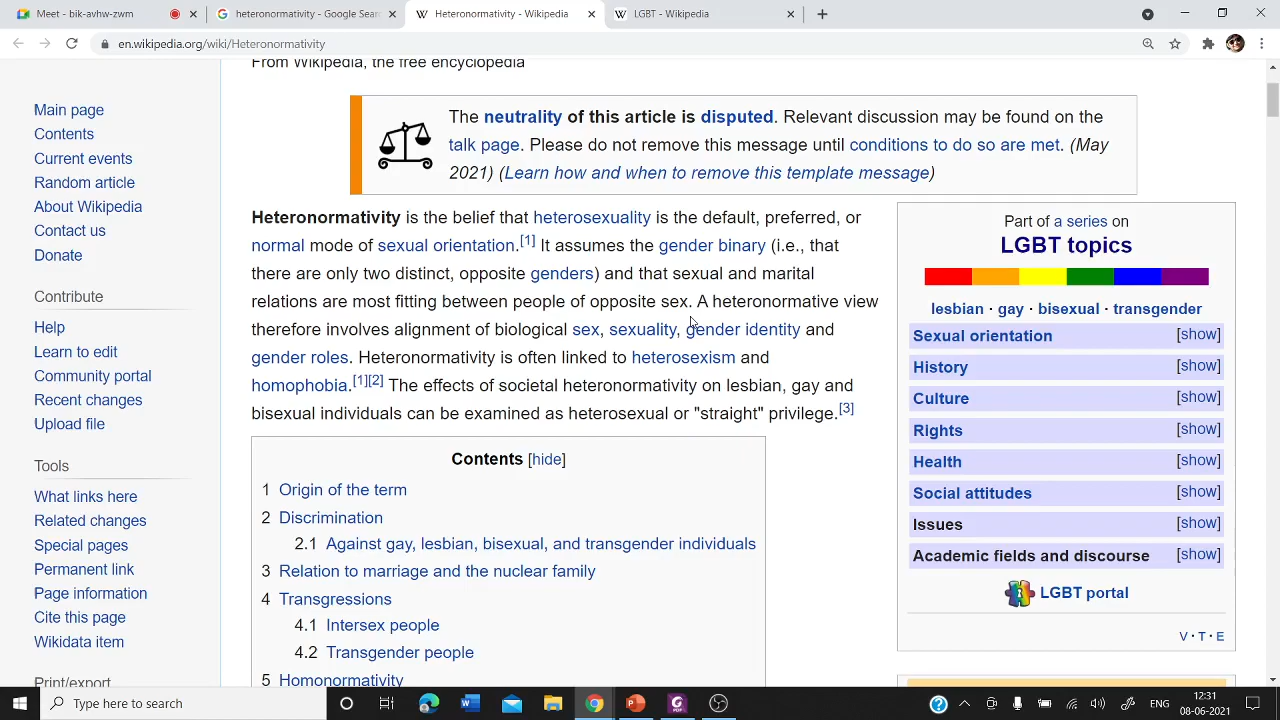 Meet - bik-avhw-zwm
heteronormativity - Google Sear
Heteronormativity - Wikipedia
LGBT - Wikipedia
en.wikipedia.org/wiki/Heteronormativity
From Wikipedia, the free encyclopedia
Main page
Contents
Current events
Random article
About Wikipedia
Contact us
Donate
Contribute
Help
Learn to edit
Community portal
Recent changes
Upload file
Tools
What links here
Related changes
Special pages
Permanent link
Page information
Cite this page
Wikidata item
Print/export
The neutrality of this article is disputed. Relevant discussion may be found on the
talk page. Please do not remove this message until conditions to do so are met. (May
2021) (Learn how and when to remove this template message)
Heteronormativity is the belief that heterosexuality is the default, preferred, or
normal mode of sexual orientation.[1] It assumes the gender binary (i.e., that
there are only two distinct, opposite genders) and that sexual and marital
relations are most fitting between people of opposite sex. A heteronormative view
therefore involves alignment of biological sex, sexuality, gender identity and
gender roles. Heteronormativity is often linked to heterosexism and
homophobia.[1][2] The effects of societal heteronormativity on lesbian, gay and
bisexual individuals can be examined as heterosexual or "straight" privilege.[3]
Contents [hide]
1 Origin of the term
2 Discrimination
2.1 Against gay, lesbian, bisexual, and transgender individuals
3 Relation to marriage and the nuclear family
4 Transgressions
4.1 Intersex people
4.2 Transgender people
5 Homonormativity
Part of a series on
LGBT topics
lesbian · gay · bisexual · transgender
Sexual orientation [show]
History [show]
Culture [show]
Rights [show]
Health [show]
Social attitudes [show]
Issues [show]
Academic fields and discourse [show]
LGBT portal
V · T · E
Type here to search
ENG
12:31
08-06-2021